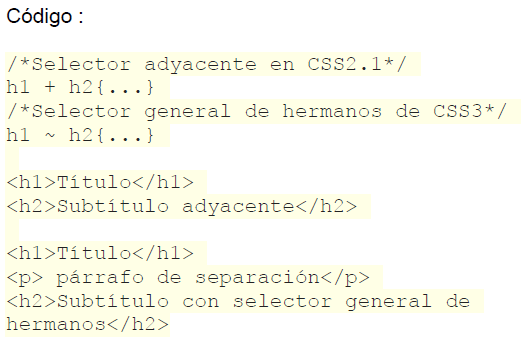 Código :
/*Selector adyacente en CSS2.1*/
h1 + h2{...}
/*Selector general de hermanos de CSS3*/
h1 ~ h2{...}
<h1>Título</h1>
<h2>Subtítulo adyacente</h2>
<h1>Título</h1>
<p> párrafo de separación</p>
<h2>Subtítulo con selector general de
hermanos</h2>